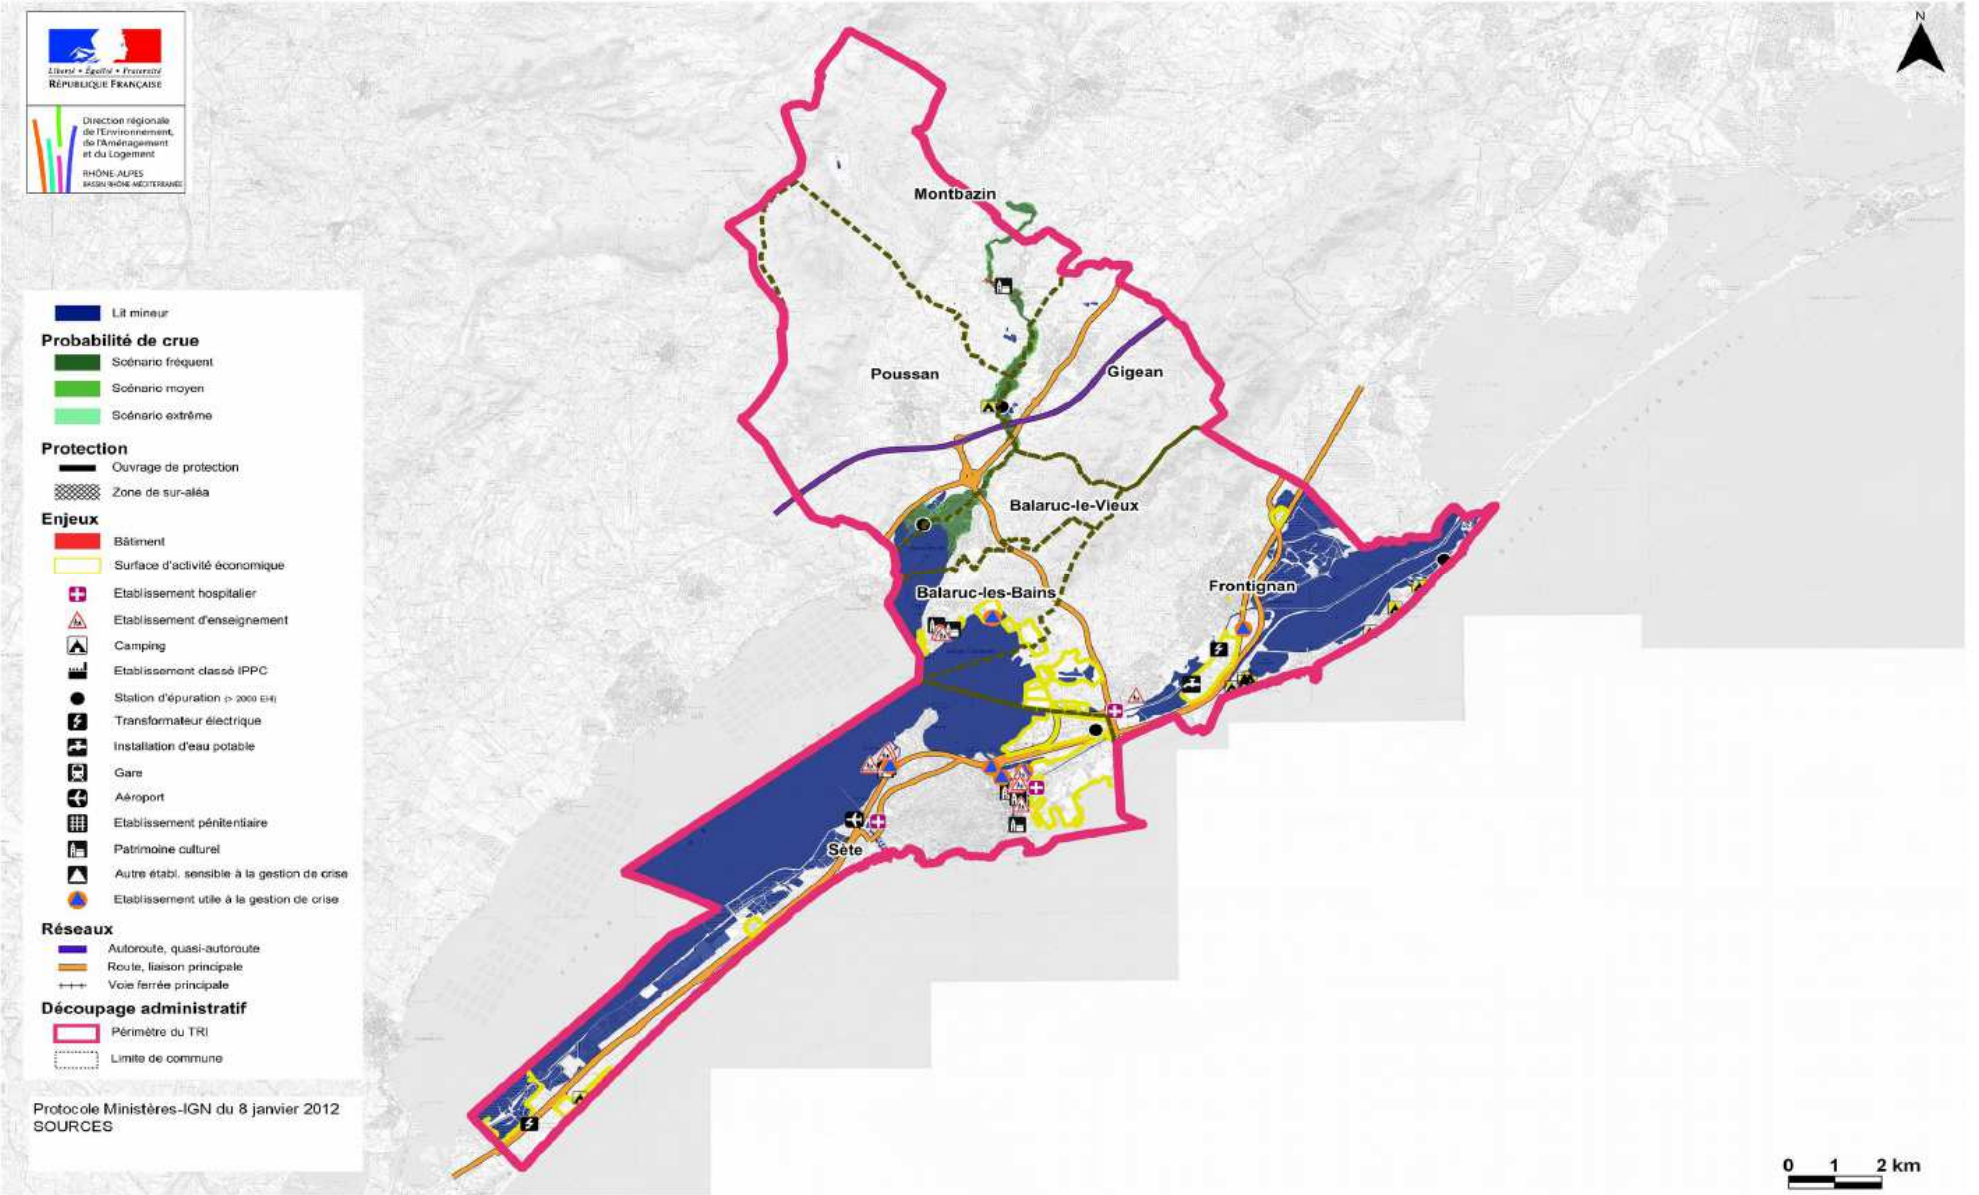 Liberté • Égalité • Fraternité
RÉPUBLIQUE FRANÇAISE
Direction régionale
de l'Environnement,
de l'Aménagement
et du Logement
RHÔNE-ALPES
BASSIN RHÔNE-MÉDITERRANÉE
N
Montbazin
Poussan
Gigean
Balaruc-le-Vieux
Balaruc-les-Bains
Frontignan
Sète
Lit mineur
Probabilité de crue
Scénario fréquent
Scénario moyen
Scénario extrême
Protection
Ouvrage de protection
Zone de sur-aléa
Enjeux
Bâtiment
Surface d'activité économique
Etablissement hospitalier
Etablissement d'enseignement
Camping
Etablissement classé IPPC
Station d'épuration (> 2000 EH)
Transformateur électrique
Installation d'eau potable
Gare
Aéroport
Etablissement pénitentiaire
Patrimoine culturel
Autre établ. sensible à la gestion de crise
Etablissement utile à la gestion de crise
Réseaux
Autoroute, quasi-autoroute
Route, liaison principale
Voie ferrée principale
Découpage administratif
Périmètre du TRI
Limite de commune
Protocole Ministères-IGN du 8 janvier 2012
SOURCES
0 1 2 km